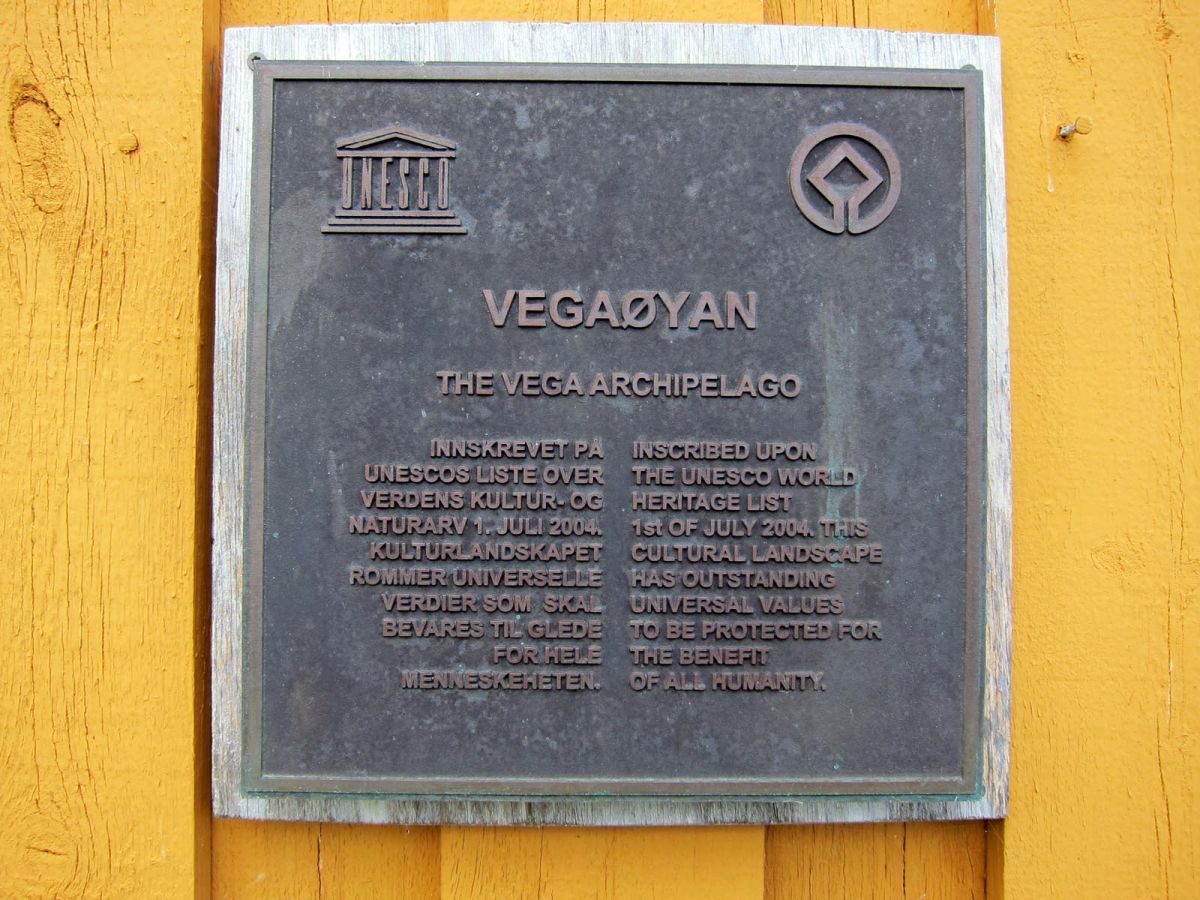 UNESCO
VEGAØYAN
THE VEGA ARCHIPELAGO
INNSKREVET PÅ
UNESCOS LISTE OVER
VERDENS KULTUR- OG
NATURARV 1. JULI 2004.
KULTURLANDSKAPET
ROMMER UNIVERSELLE
VERDIER SOM SKAL
BEVARES TIL GLEDE
FOR HELE
MENNESKEHETEN.
INSCRIBED UPON
THE UNESCO WORLD
HERITAGE LIST
1st OF JULY 2004. THIS
CULTURAL LANDSCAPE
HAS OUTSTANDING
UNIVERSAL VALUES
TO BE PROTECTED FOR
THE BENEFIT
OF ALL HUMANITY.